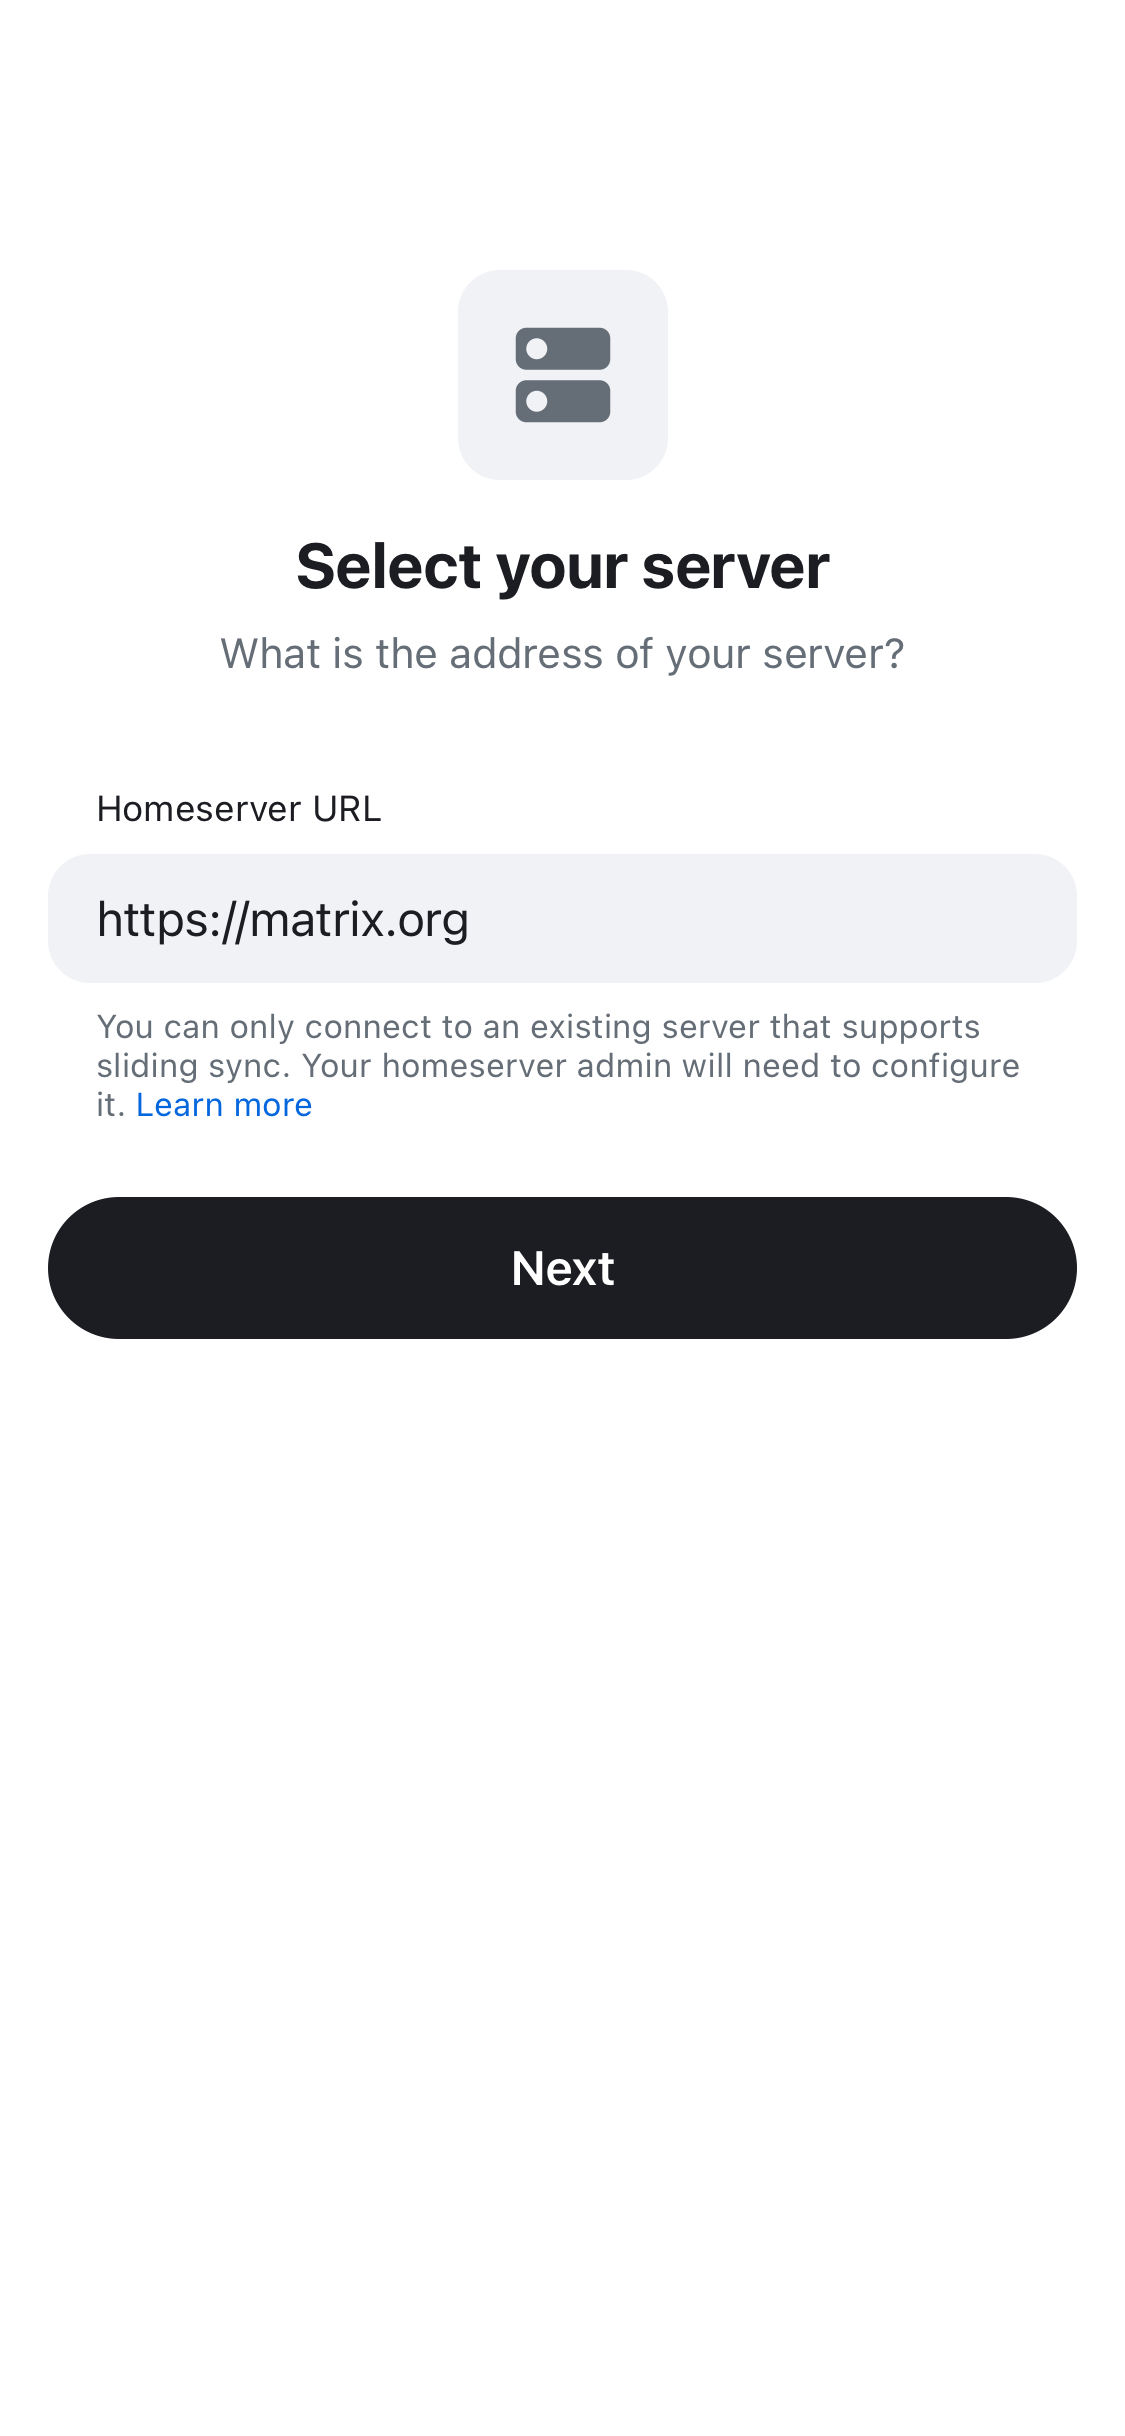 Select your server
What is the address of your server?
Homeserver URL
https://matrix.org
You can only connect to an existing server that supports
sliding sync. Your homeserver admin will need to configure
it. Learn more
Next